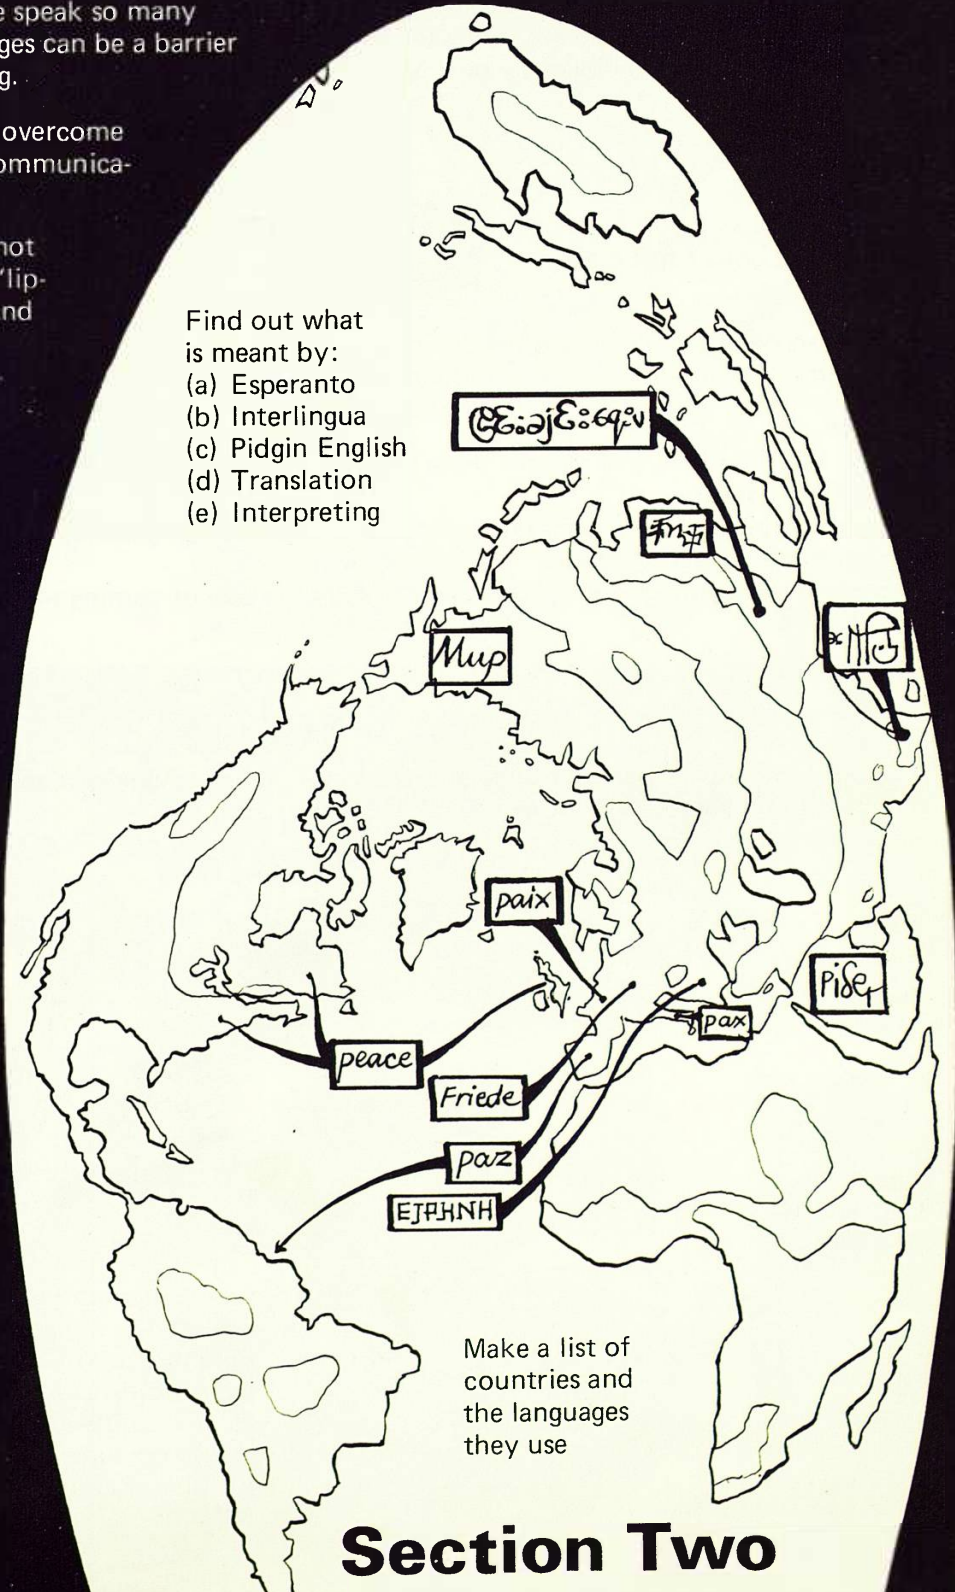 e speak so many
ges can be a barrier
g.
overcome
ommunica-
not
'lip-
nd
Find out what
is meant by:
(a) Esperanto
(b) Interlingua
(c) Pidgin English
(d) Translation
(e) Interpreting
Мир
paix
pax
peace
Friede
paz
EJPHNH
Make a list of
countries and
the languages
they use
Section Two